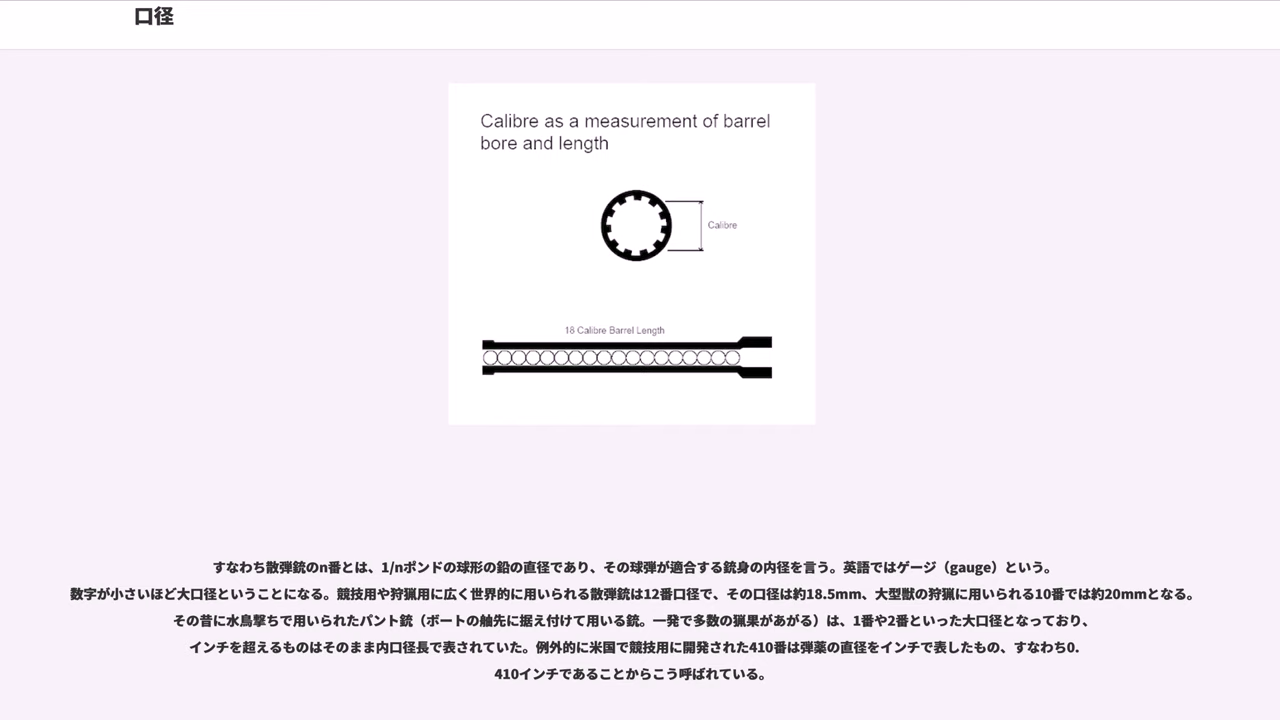 口径
Calibre as a measurement of barrel
bore and length
Calibre
18 Calibre Barrel Length
すなわち散弾銃のn番とは、1/nポンドの球形の鉛の直径であり、その球弾が適合する銃身の内径を言う。英語ではゲージ（gauge）という。
数字が小さいほど大口径ということになる。競技用や狩猟用に広く世界的に用いられる散弾銃は12番口径で、その口径は約18.5mm、大型獣の狩猟に用いられる10番では約20mmとなる。
その昔に水鳥撃ちで用いられたパント銃（ボートの舳先に据え付けて用いる銃。一発で多数の猟果があがる）は、1番や2番といった大口径となっており、
インチを超えるものはそのまま内口径長で表されていた。例外的に米国で競技用に開発された410番は弾薬の直径をインチで表したもの、すなわち0.
410インチであることからこう呼ばれている。